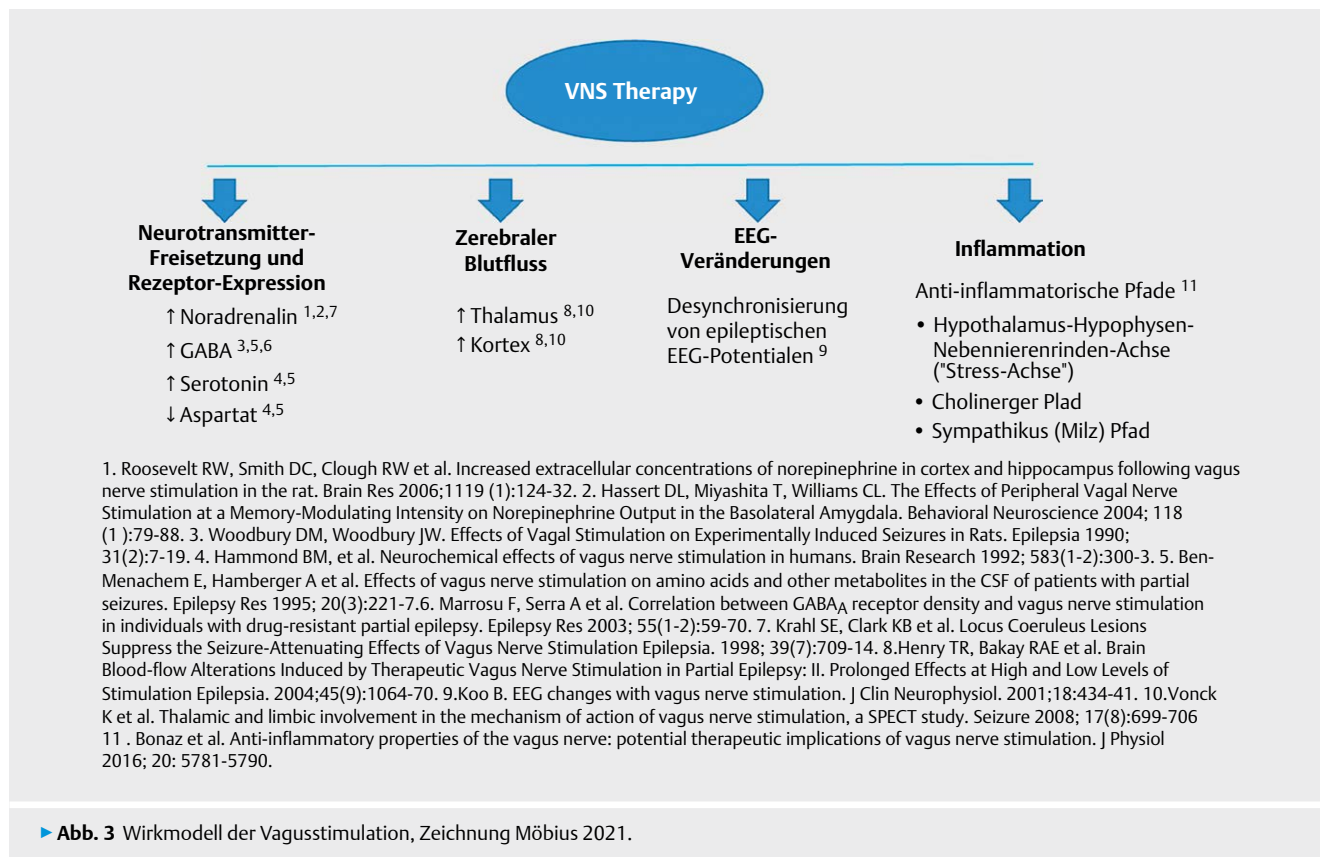 VNS Therapy
Neurotransmitter-
Freisetzung und
Rezeptor-Expression
↑ Noradrenalin 1,2,7
↑ GABA 3,5,6
↑ Serotonin 4,5
↓ Aspartat 4,5
Zerebraler
Blutfluss
↑ Thalamus 8,10
↑ Kortex 8,10
EEG-
Veränderungen
Desynchronisierung
von epileptischen
EEG-Potentialen 9
Inflammation
Anti-inflammatorische Pfade 11
• Hypothalamus-Hypophysen-
Nebennierenrinden-Achse
("Stress-Achse")
• Cholinerger Plad
• Sympathikus (Milz) Pfad
1. Roosevelt RW, Smith DC, Clough RW et al. Increased extracellular concentrations of norepinephrine in cortex and hippocampus following vagus
nerve stimulation in the rat. Brain Res 2006;1119 (1):124-32. 2. Hassert DL, Miyashita T, Williams CL. The Effects of Peripheral Vagal Nerve
Stimulation at a Memory-Modulating Intensity on Norepinephrine Output in the Basolateral Amygdala. Behavioral Neuroscience 2004; 118
(1 ):79-88. 3. Woodbury DM, Woodbury JW. Effects of Vagal Stimulation on Experimentally Induced Seizures in Rats. Epilepsia 1990;
31(2):7-19. 4. Hammond BM, et al. Neurochemical effects of vagus nerve stimulation in humans. Brain Research 1992; 583(1-2):300-3. 5. Ben-
Menachem E, Hamberger A et al. Effects of vagus nerve stimulation on amino acids and other metabolites in the CSF of patients with partial
seizures. Epilepsy Res 1995; 20(3):221-7.6. Marrosu F, Serra A et al. Correlation between GABAA receptor density and vagus nerve stimulation
in individuals with drug-resistant partial epilepsy. Epilepsy Res 2003; 55(1-2):59-70. 7. Krahl SE, Clark KB et al. Locus Coeruleus Lesions
Suppress the Seizure-Attenuating Effects of Vagus Nerve Stimulation Epilepsia. 1998; 39(7):709-14. 8.Henry TR, Bakay RAE et al. Brain
Blood-flow Alterations Induced by Therapeutic Vagus Nerve Stimulation in Partial Epilepsy: II. Prolonged Effects at High and Low Levels of
Stimulation Epilepsia. 2004;45(9):1064-70. 9.Koo B. EEG changes with vagus nerve stimulation. J Clin Neurophysiol. 2001;18:434-41. 10.Vonck
K et al. Thalamic and limbic involvement in the mechanism of action of vagus nerve stimulation, a SPECT study. Seizure 2008; 17(8):699-706
11 . Bonaz et al. Anti-inflammatory properties of the vagus nerve: potential therapeutic implications of vagus nerve stimulation. J Physiol
2016; 20: 5781-5790.
▶ Abb. 3 Wirkmodell der Vagusstimulation, Zeichnung Möbius 2021.